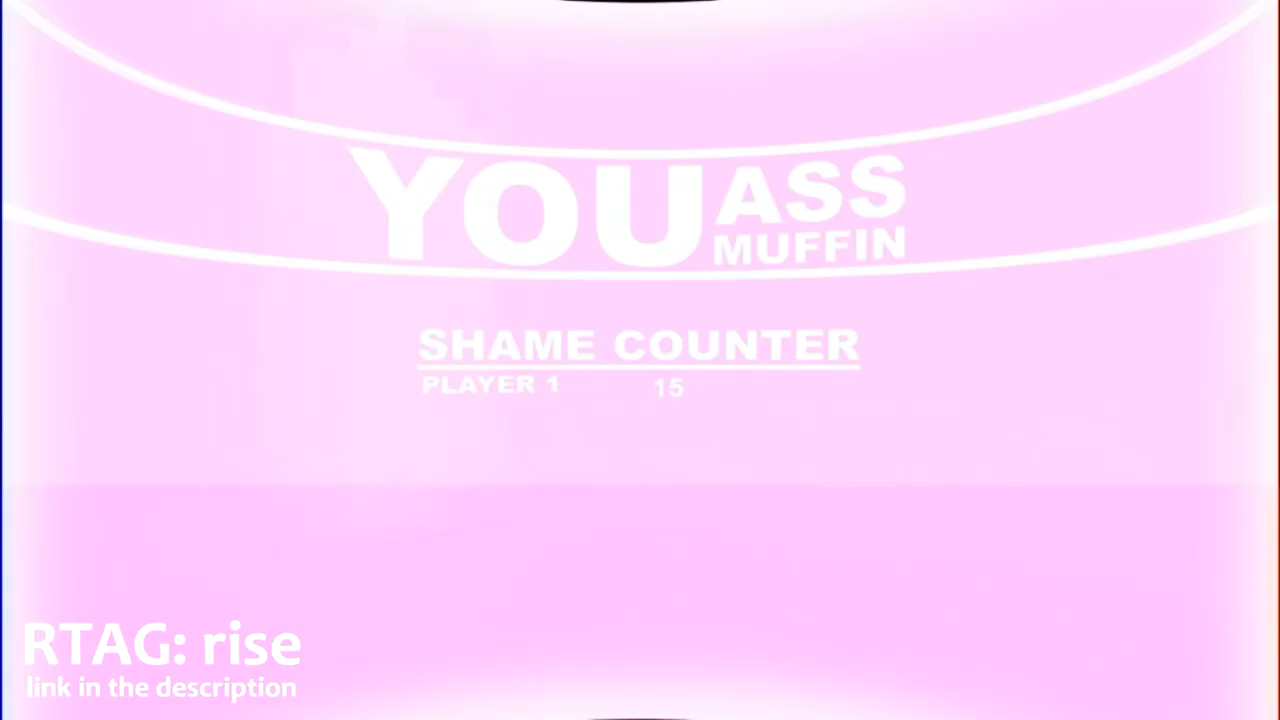 YOU ASS
MUFFIN
SHAME COUNTER
PLAYER 1 15
RTAG: rise
link in the description